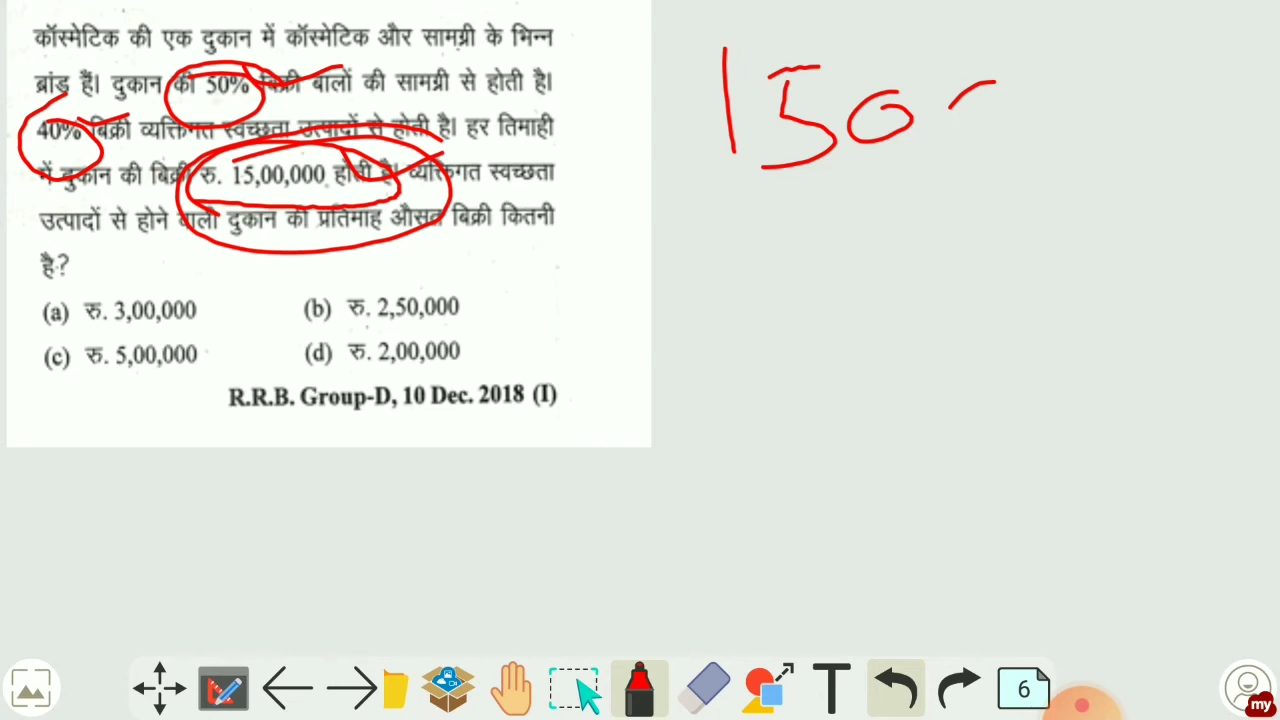 कॉस्मेटिक की एक दुकान में कॉस्मेटिक और सामग्री के भिन्न
ब्रांड हैं। दुकान की 50% बिक्री बालों की सामग्री से होती है।
40% बिक्री व्यक्तिगत स्वच्छता उत्पादों से होती है। हर तिमाही
में दुकान की बिक्री रु. 15,00,000 होती है। व्यक्तिगत स्वच्छता
उत्पादों से होने वाली दुकान की प्रतिमाह औसत बिक्री कितनी
है?
(a) रु. 3,00,000 (b) रु. 2,50,000
(c) रु. 5,00,000 (d) रु. 2,00,000
R.R.B. Group-D, 10 Dec. 2018 (I)
150
T
6
my